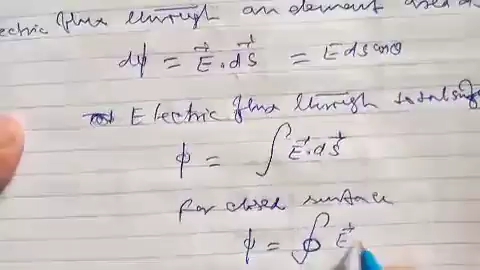 electric flux through an element area
dφ = E⃗ . dS⃗ = E ds cosθ
Electric flux through total surface
φ = ∫ E⃗ . dS⃗
For closed surface
φ = ∮ E⃗